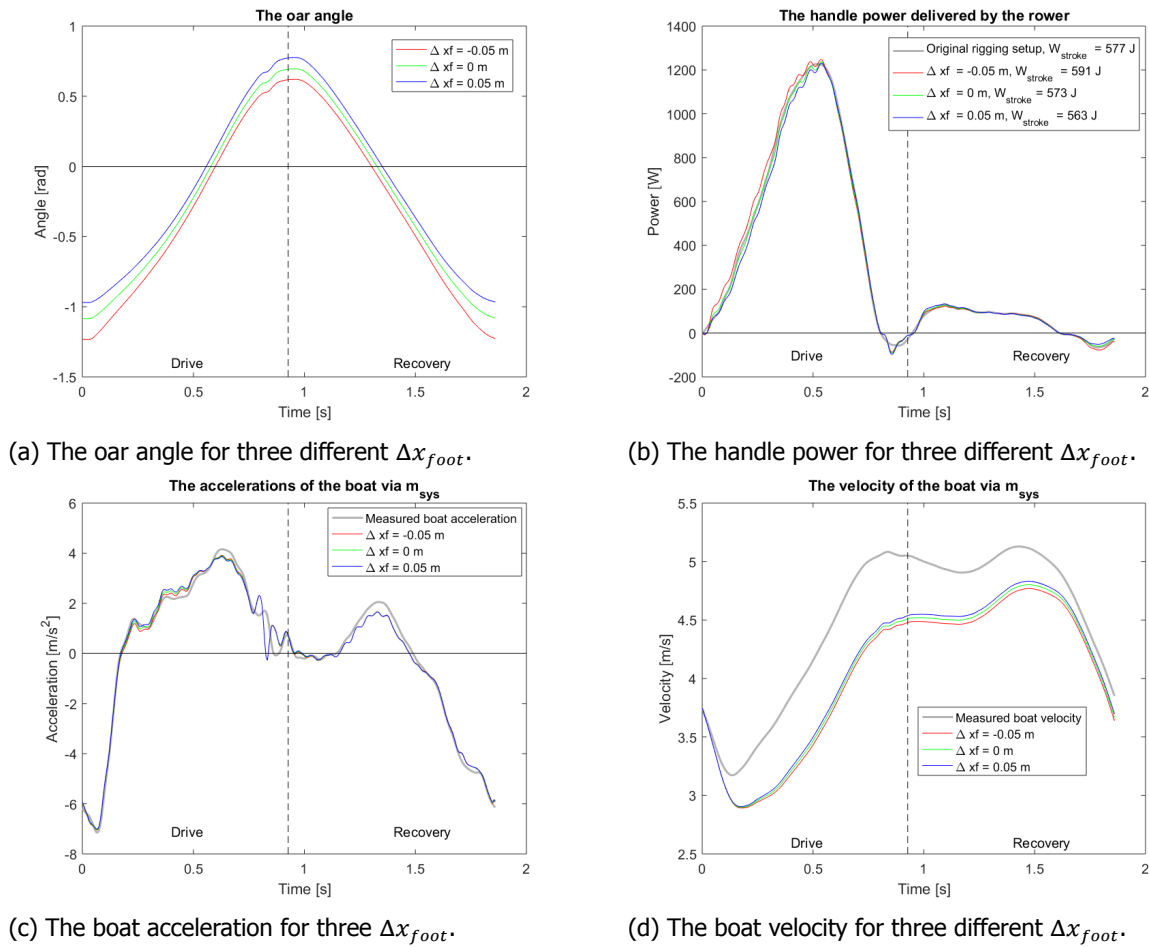 The oar angle
Δ xf = -0.05 m
Δ xf = 0 m
Δ xf = 0.05 m
1
0.5
0
-0.5
-1
-1.5
Angle [rad]
Drive
Recovery
0
0.5
1
1.5
2
Time [s]
(a) The oar angle for three different Δx_foot.
The handle power delivered by the rower
Original rigging setup, W_stroke = 577 J
Δ xf = -0.05 m, W_stroke = 591 J
Δ xf = 0 m, W_stroke = 573 J
Δ xf = 0.05 m, W_stroke = 563 J
1400
1200
1000
800
600
400
200
0
-200
Power [W]
Drive
Recovery
0
0.5
1
1.5
2
Time [s]
(b) The handle power for three different Δx_foot.
The accelerations of the boat via m_sys
Measured boat acceleration
Δ xf = -0.05 m
Δ xf = 0 m
Δ xf = 0.05 m
6
4
2
0
-2
-4
-6
-8
Acceleration [m/s²]
Drive
Recovery
0
0.5
1
1.5
2
Time [s]
(c) The boat acceleration for three Δx_foot.
The velocity of the boat via m_sys
5.5
5
4.5
4
3.5
3
2.5
Velocity [m/s]
Measured boat velocity
Δ xf = -0.05 m
Δ xf = 0 m
Δ xf = 0.05 m
Drive
Recovery
0
0.5
1
1.5
2
Time [s]
(d) The boat velocity for three different Δx_foot.